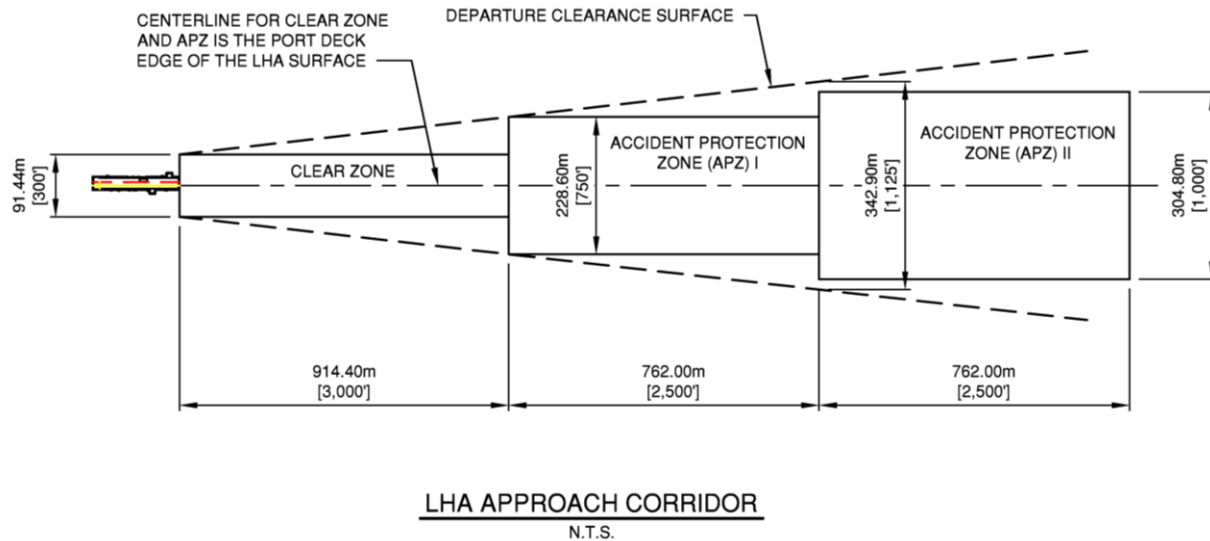 CENTERLINE FOR CLEAR ZONE
AND APZ IS THE PORT DECK
EDGE OF THE LHA SURFACE
DEPARTURE CLEARANCE SURFACE
91.44m
[300']
CLEAR ZONE
228.60m
[750']
ACCIDENT PROTECTION
ZONE (APZ) I
342.90m
[1,125']
ACCIDENT PROTECTION
ZONE (APZ) II
304.80m
[1,000']
914.40m
[3,000']
762.00m
[2,500']
762.00m
[2,500']
LHA APPROACH CORRIDOR
N.T.S.